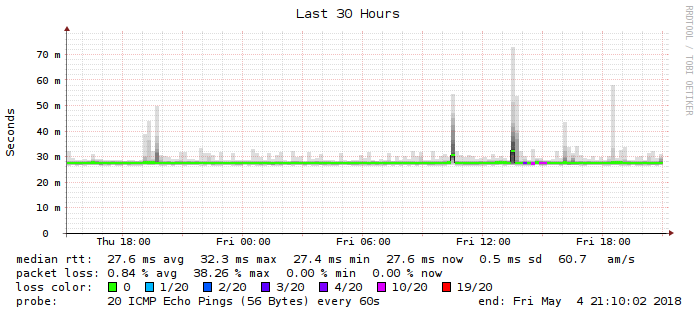 Last 30 Hours
RRDTOOL / TOBI OETIKER
Seconds
70 m
60 m
50 m
40 m
30 m
20 m
10 m
0
Thu 18:00 Fri 00:00 Fri 06:00 Fri 12:00 Fri 18:00
median rtt: 27.6 ms avg 32.3 ms max 27.4 ms min 27.6 ms now 0.5 ms sd 60.7 am/s
packet loss: 0.84 % avg 38.26 % max 0.00 % min 0.00 % now
loss color: 0 1/20 2/20 3/20 4/20 10/20 19/20
probe: 20 ICMP Echo Pings (56 Bytes) every 60s end: Fri May 4 21:10:02 2018